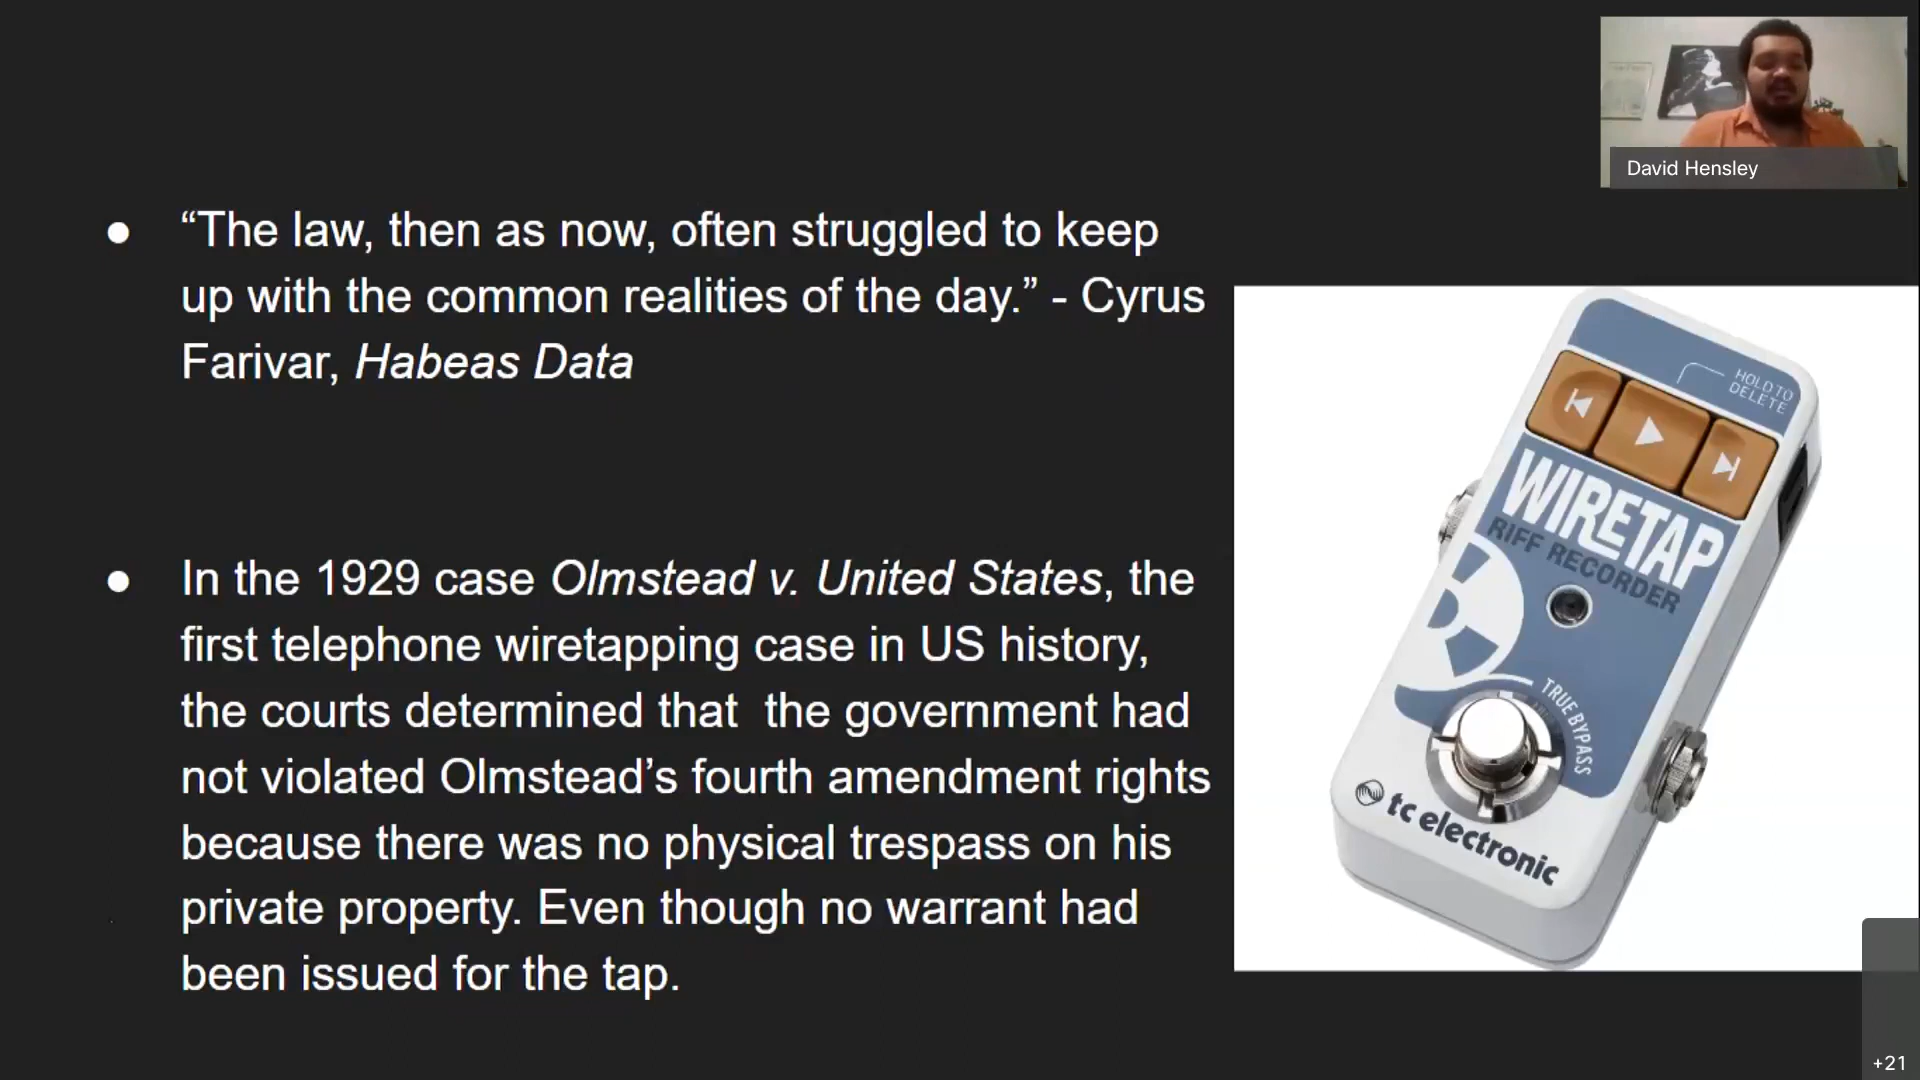 David Hensley
● “The law, then as now, often struggled to keep
up with the common realities of the day.” - Cyrus
Farivar, Habeas Data
● In the 1929 case Olmstead v. United States, the
first telephone wiretapping case in US history,
the courts determined that  the government had
not violated Olmstead’s fourth amendment rights
because there was no physical trespass on his
private property. Even though no warrant had
been issued for the tap.
HOLD TO
DELETE
WIRETAP
RIFF RECORDER
TRUE BYPASS
tc electronic
+21